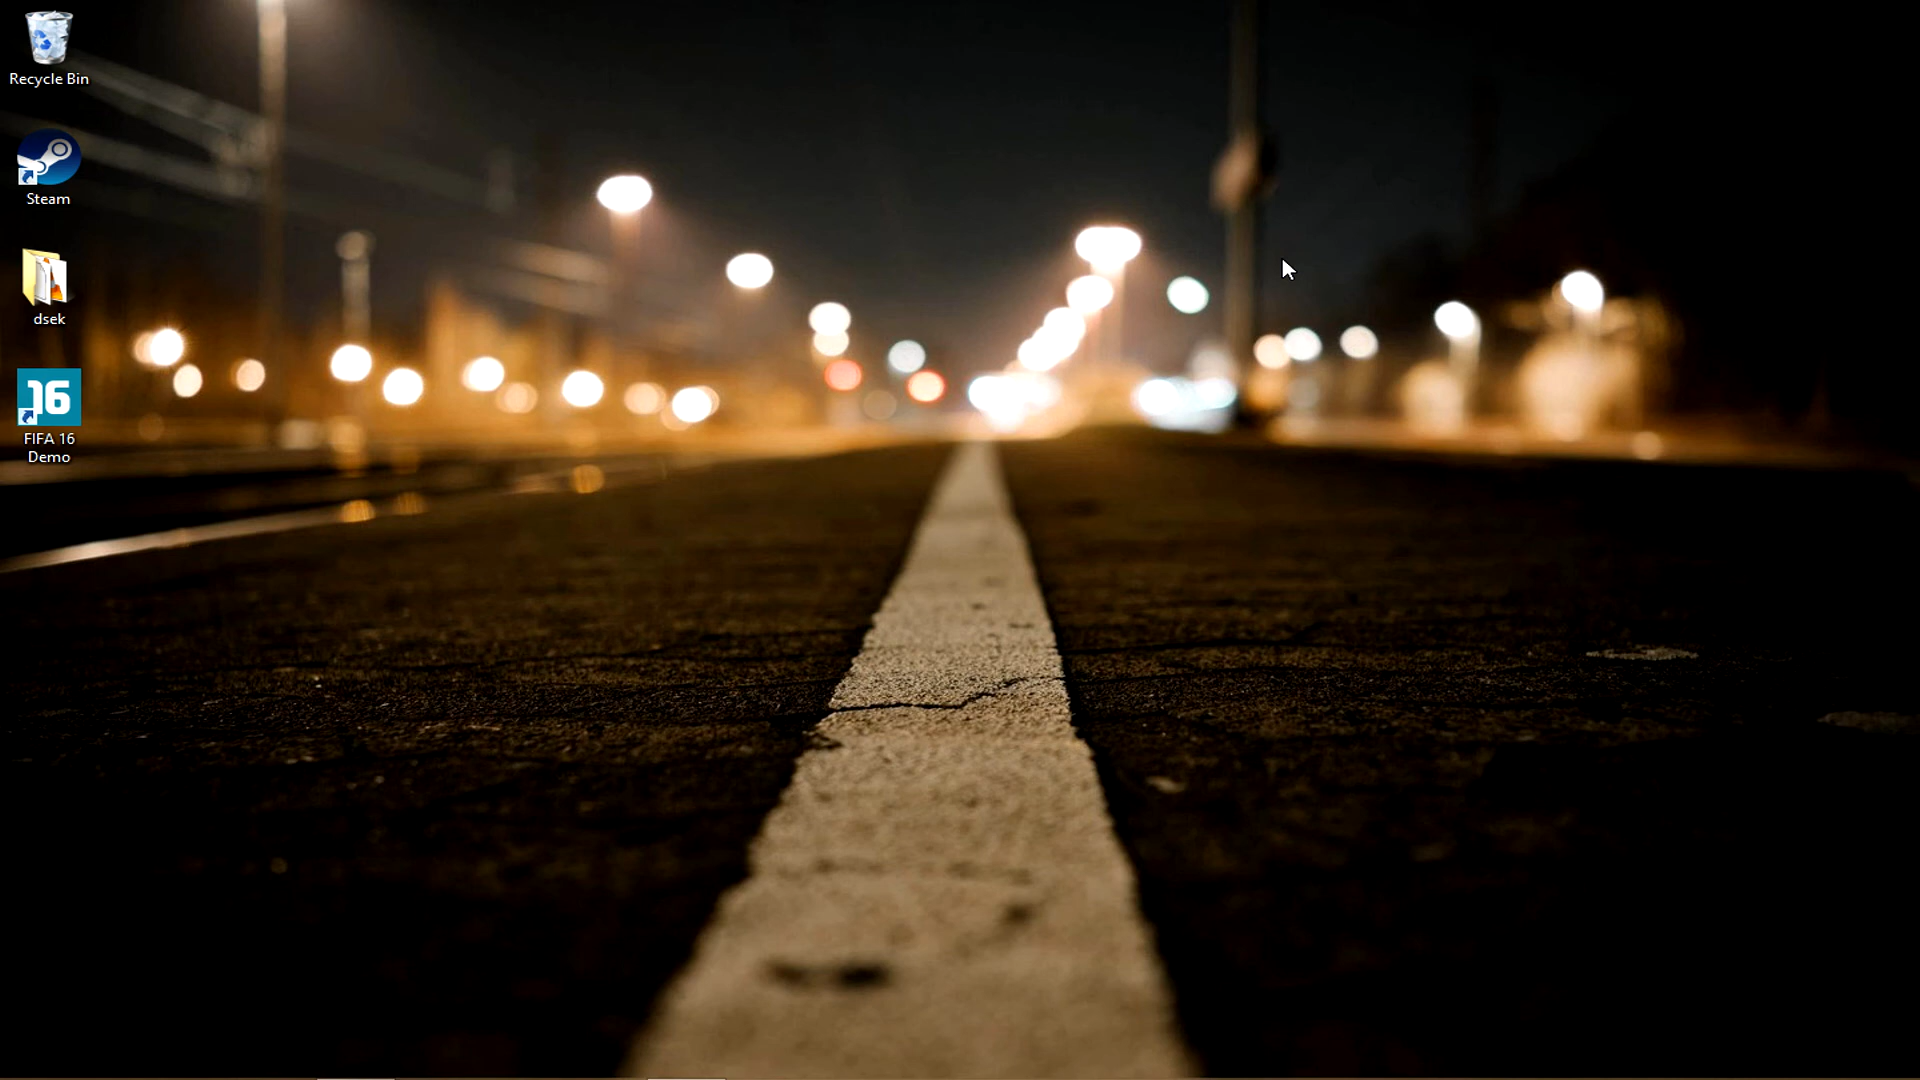 Recycle Bin
Steam
dsek
16
FIFA 16
Demo